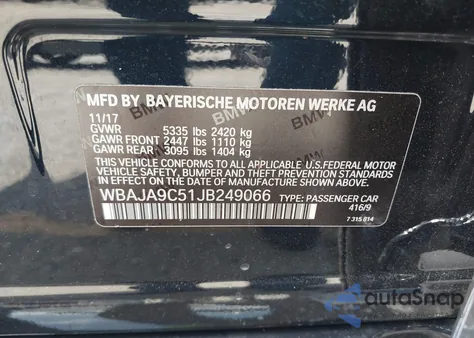 MFD BY BAYERISCHE MOTOREN WERKE AG
11/17
GVWR 5335 lbs 2420 kg
GAWR FRONT 2447 lbs 1110 kg
GAWR REAR 3095 lbs 1404 kg
THIS VEHICLE CONFORMS TO ALL APPLICABLE U.S. FEDERAL MOTOR
VEHICLE SAFETY, BUMPER, AND THEFT PREVENTION STANDARDS
IN EFFECT ON THE DATE OF MANUFACTURE SHOWN ABOVE.
WBAJA9C51JB249066 TYPE: PASSENGER CAR
416/9
7 315 814
autoSnap